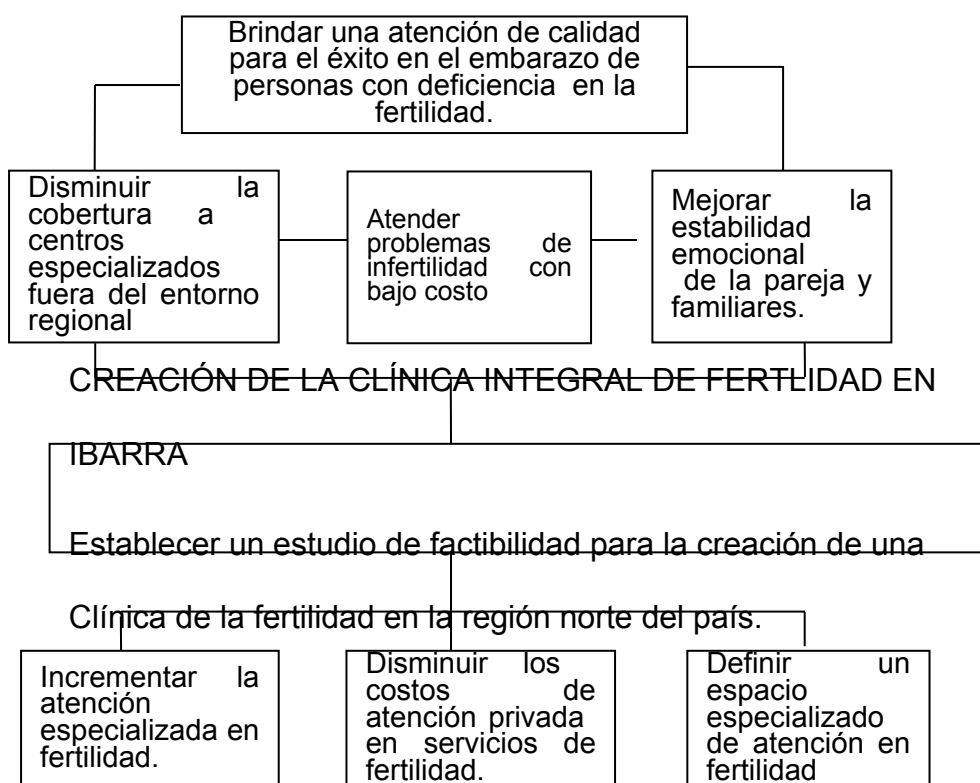 Brindar una atención de calidad
para el éxito en el embarazo de
personas con deficiencia en la
fertilidad.
Disminuir la
cobertura a
centros
especializados
fuera del entorno
regional
Atender
problemas de
infertilidad con
bajo costo
Mejorar la
estabilidad
emocional
de la pareja y
familiares.
CREACIÓN DE LA CLÍNICA INTEGRAL DE FERTLIDAD EN
IBARRA
Establecer un estudio de factibilidad para la creación de una
Clínica de la fertilidad en la región norte del país.
Incrementar la
atención
especializada en
fertilidad.
Disminuir los
costos de
atención privada
en servicios de
fertilidad.
Definir un
espacio
especializado
de atención en
fertilidad